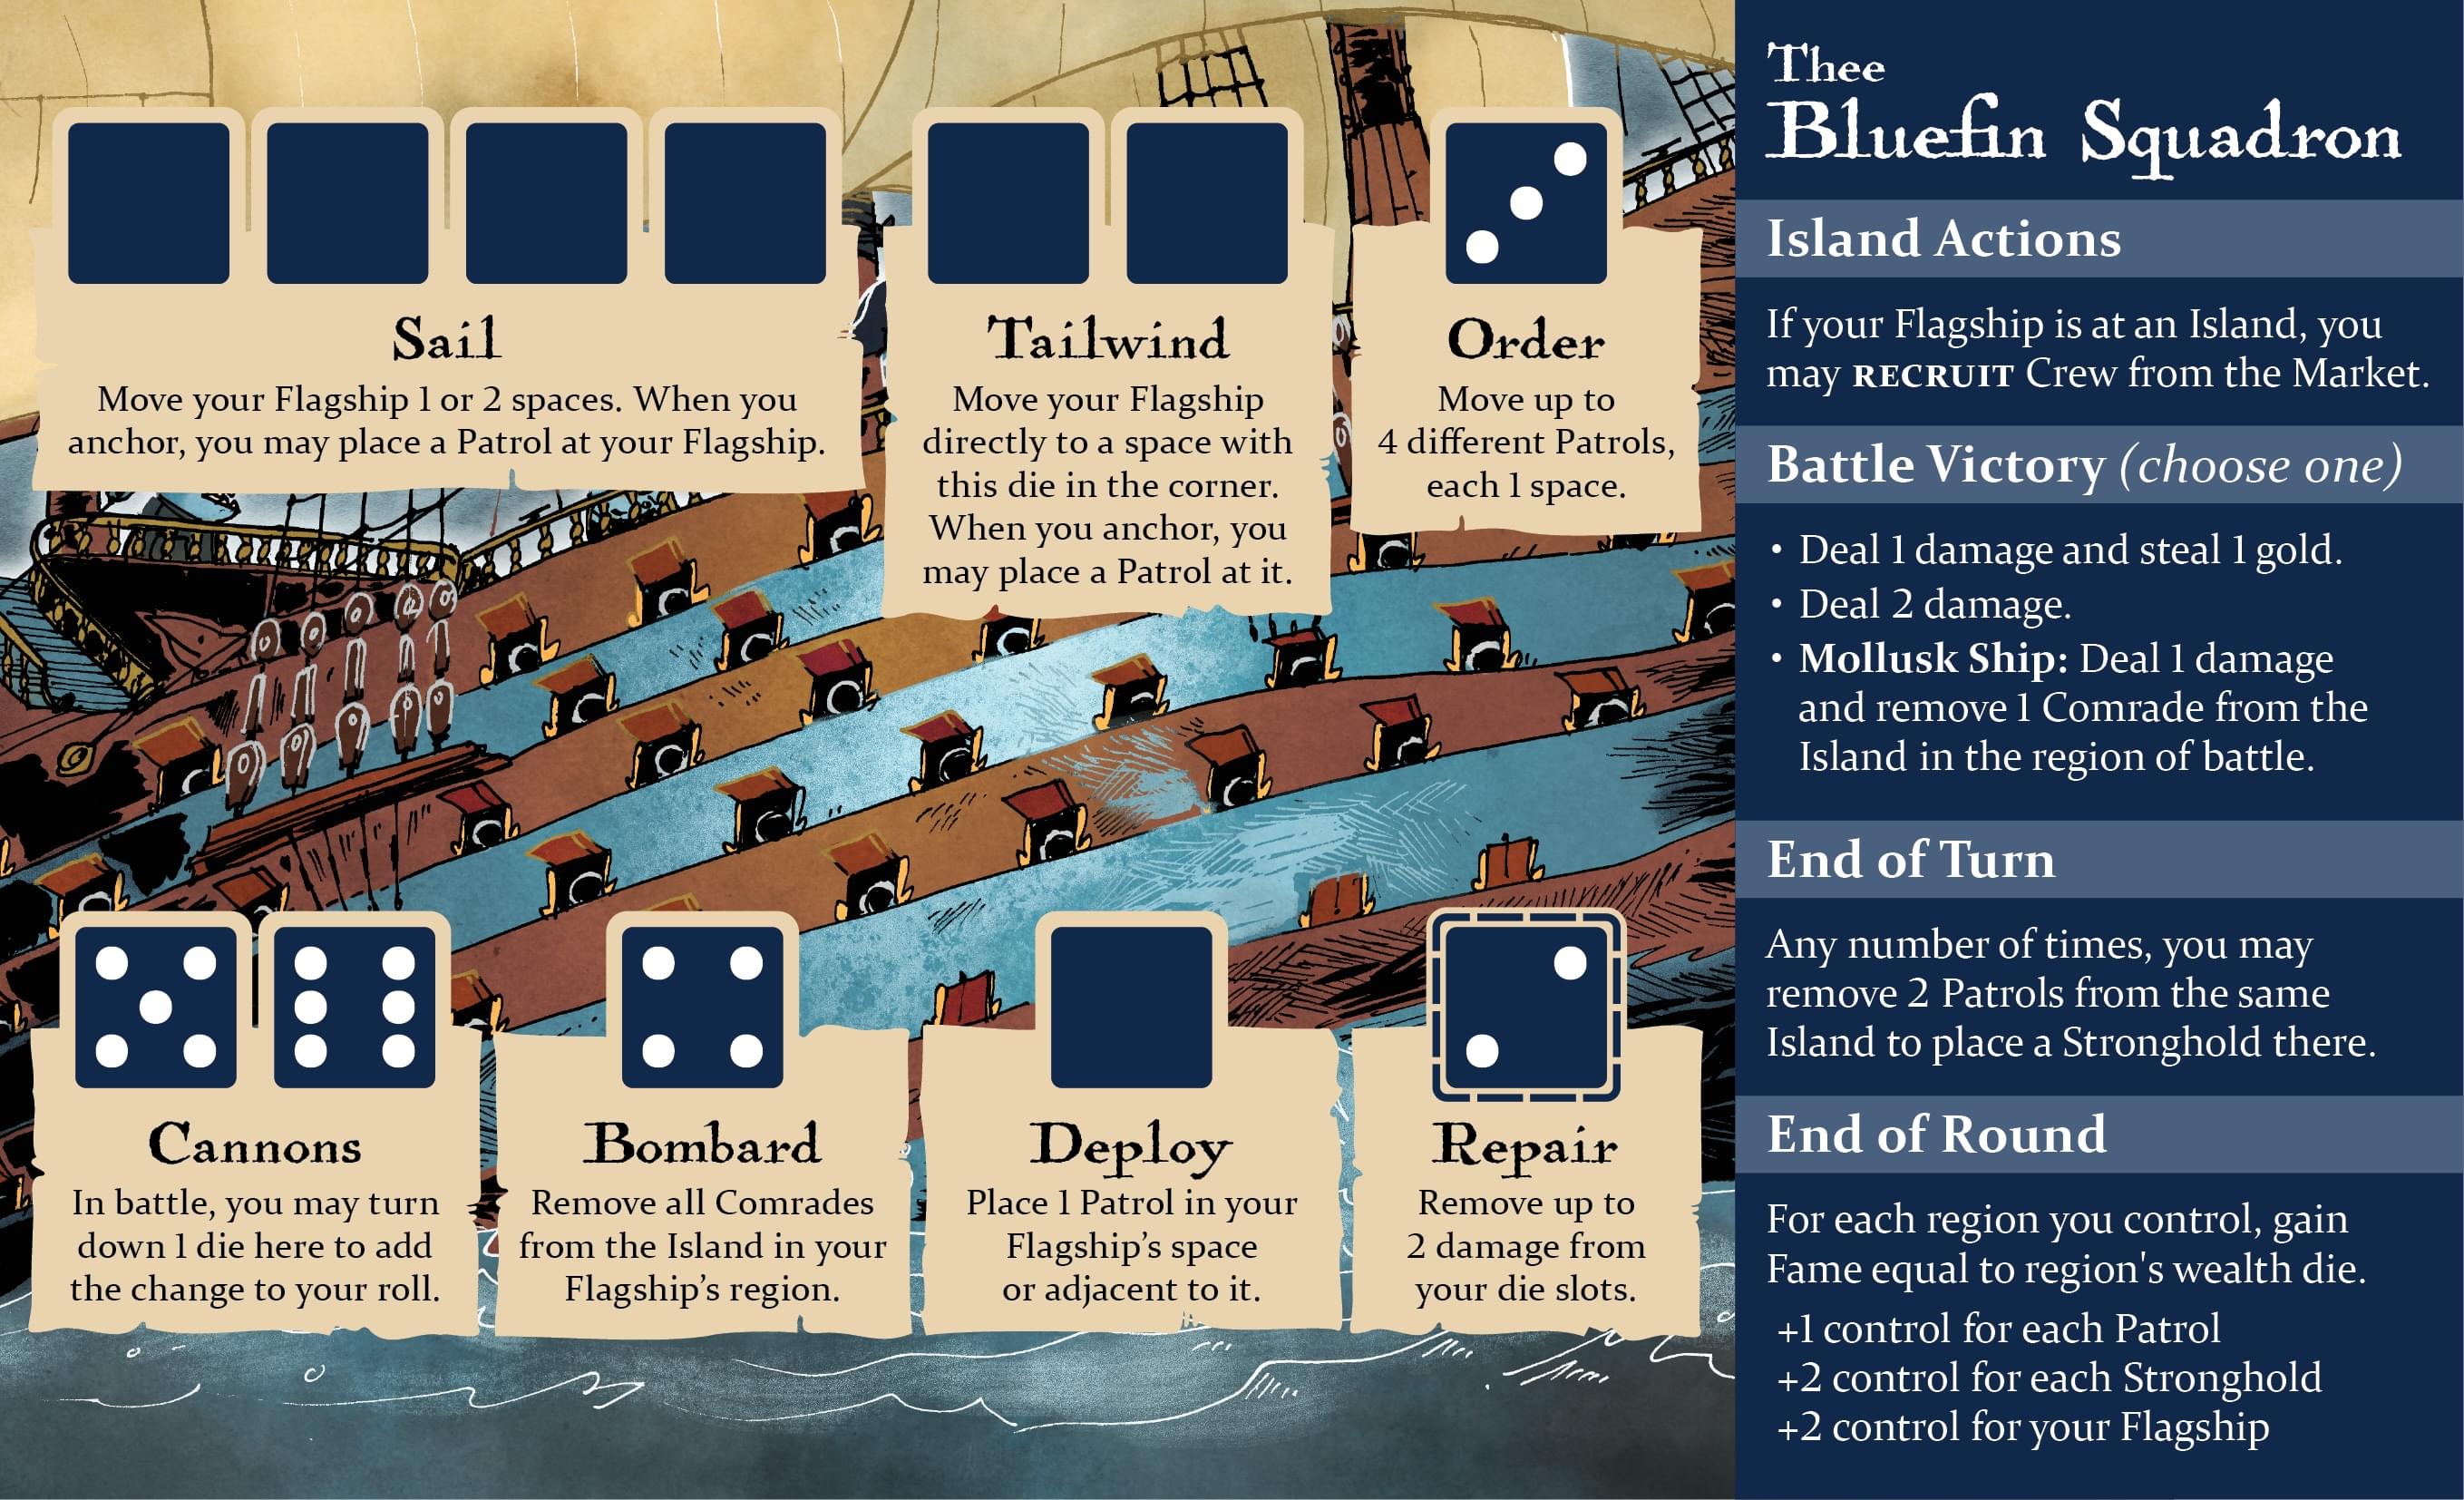 Sail
Move your Flagship 1 or 2 spaces. When you
anchor, you may place a Patrol at your Flagship.
Tailwind
Move your Flagship
directly to a space with
this die in the corner.
When you anchor, you
may place a Patrol at it.
Order
Move up to
4 different Patrols,
each 1 space.
Cannons
In battle, you may turn
down 1 die here to add
the change to your roll.
Bombard
Remove all Comrades
from the Island in your
Flagship’s region.
Deploy
Place 1 Patrol in your
Flagship’s space
or adjacent to it.
Repair
Remove up to
2 damage from
your die slots.
Thee
Bluefin Squadron
Island Actions
If your Flagship is at an Island, you
may RECRUIT Crew from the Market.
Battle Victory (choose one)
• Deal 1 damage and steal 1 gold.
• Deal 2 damage.
• Mollusk Ship: Deal 1 damage
and remove 1 Comrade from the
Island in the region of battle.
End of Turn
Any number of times, you may
remove 2 Patrols from the same
Island to place a Stronghold there.
End of Round
For each region you control, gain
Fame equal to region's wealth die.
+1 control for each Patrol
+2 control for each Stronghold
+2 control for your Flagship